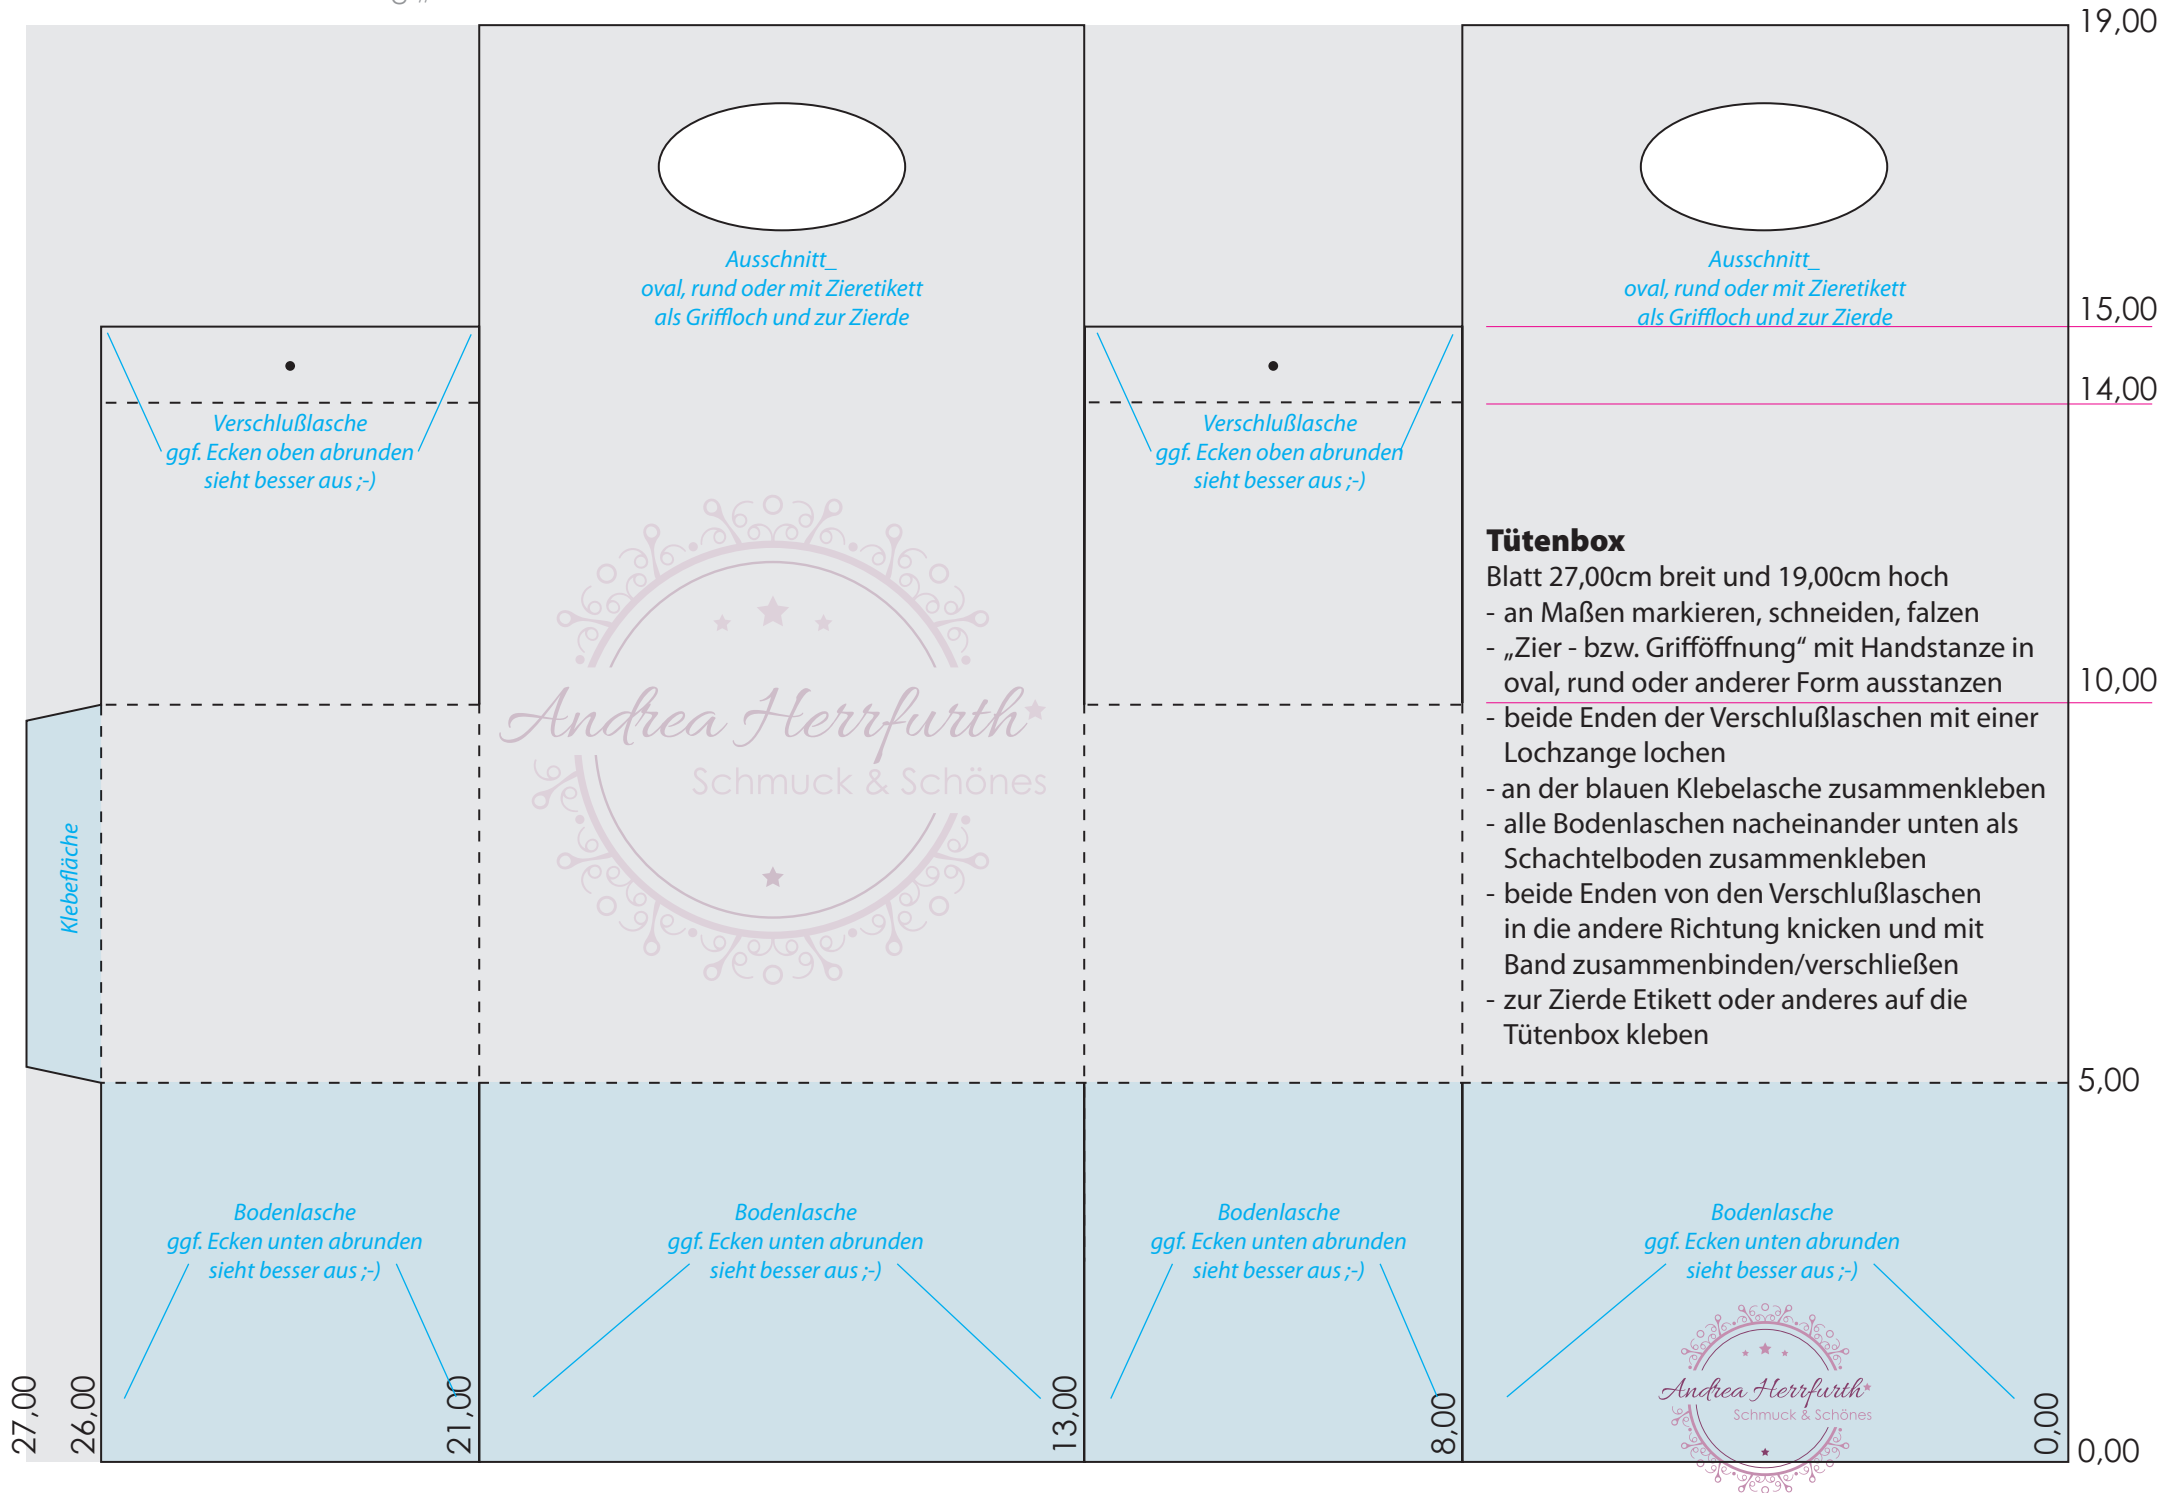 19,00
Ausschnitt_
oval, rund oder mit Zieretikett
als Griffloch und zur Zierde
Ausschnitt_
oval, rund oder mit Zieretikett
als Griffloch und zur Zierde
15,00
14,00
Verschlußlasche
ggf. Ecken oben abrunden
sieht besser aus ;-)
Verschlußlasche
ggf. Ecken oben abrunden
sieht besser aus ;-)
Tütenbox
Blatt 27,00cm breit und 19,00cm hoch
- an Maßen markieren, schneiden, falzen
- „Zier - bzw. Grifföffnung“ mit Handstanze in
oval, rund oder anderer Form ausstanzen
- beide Enden der Verschlußlaschen mit einer
Lochzange lochen
- an der blauen Klebelasche zusammenkleben
- alle Bodenlaschen nacheinander unten als
Schachtelboden zusammenkleben
- beide Enden von den Verschlußlaschen
in die andere Richtung knicken und mit
Band zusammenbinden/verschließen
- zur Zierde Etikett oder anderes auf die
Tütenbox kleben
10,00
Andrea Herrfurth
Schmuck & Schönes
Klebefläche
5,00
Bodenlasche
ggf. Ecken unten abrunden
sieht besser aus ;-)
Bodenlasche
ggf. Ecken unten abrunden
sieht besser aus ;-)
Bodenlasche
ggf. Ecken unten abrunden
sieht besser aus ;-)
Bodenlasche
ggf. Ecken unten abrunden
sieht besser aus ;-)
Andrea Herrfurth
Schmuck & Schönes
27,00
26,00
21,00
13,00
8,00
0,00
0,00